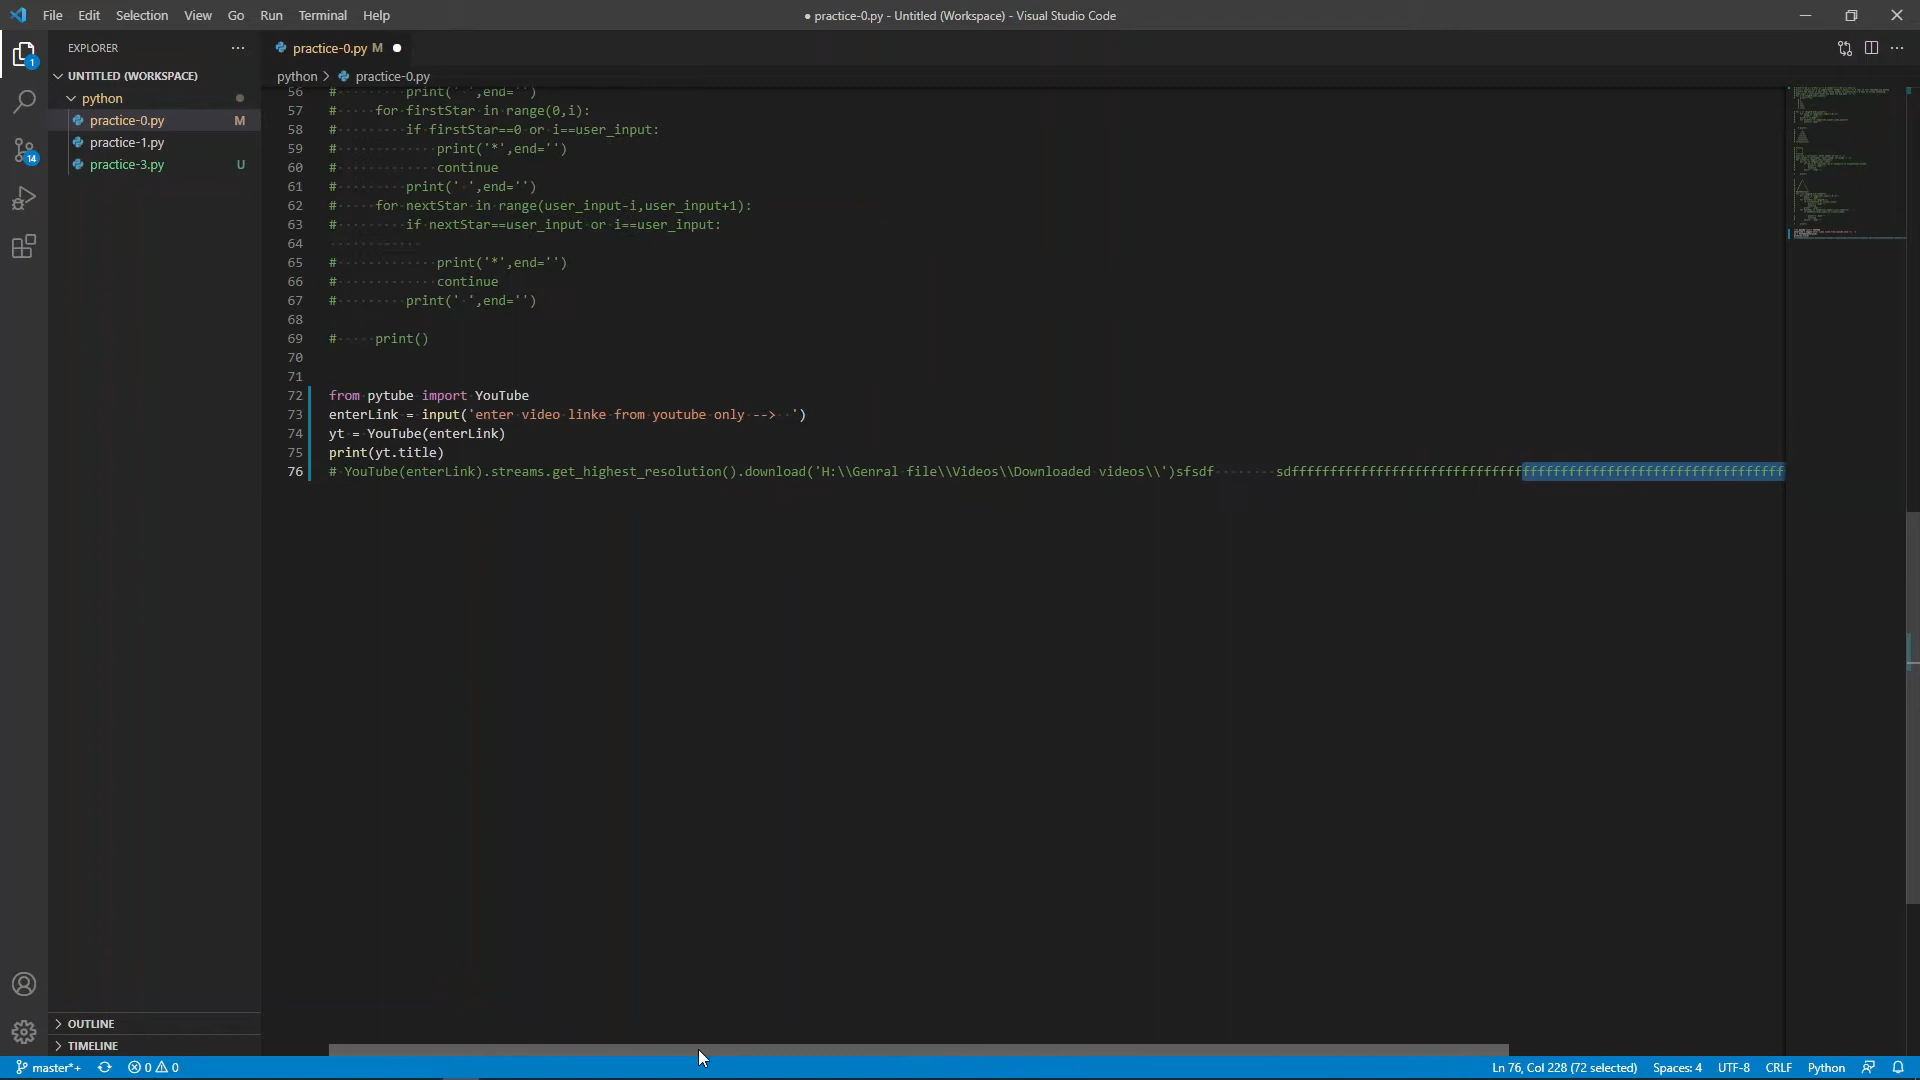 File Edit Selection View Go Run Terminal Help
● practice-0.py - Untitled (Workspace) - Visual Studio Code
EXPLORER
UNTITLED (WORKSPACE)
python
practice-0.py M
practice-1.py
practice-3.py U
OUTLINE
TIMELINE
practice-0.py M
python > practice-0.py
56 # print(' ',end='')
57 # for firstStar in range(0,i):
58 # if firstStar==0 or i==user_input:
59 # print('*',end='')
60 # continue
61 # print(' ',end='')
62 # for nextStar in range(user_input-i,user_input+1):
63 # if nextStar==user_input or i==user_input:
64
65 # print('*',end='')
66 # continue
67 # print(' ',end='')
68
69 # print()
70
71
72 from pytube import YouTube
73 enterLink = input('enter video linke from youtube only --> ')
74 yt = YouTube(enterLink)
75 print(yt.title)
76 # YouTube(enterLink).streams.get_highest_resolution().download('H:\\Genral file\\Videos\\Downloaded videos\\')sfsdf sdffffffffffffffffffffffffffffffffffffffffffffffffffffffffffffffff
1
14
master*+ 0 0 Ln 76, Col 228 (72 selected) Spaces: 4 UTF-8 CRLF Python